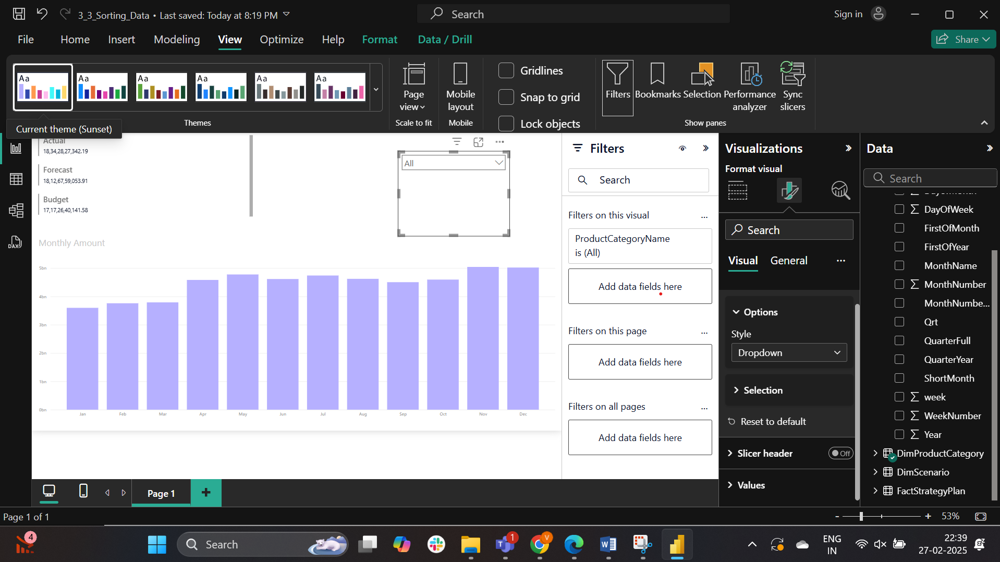 3_3_Sorting_Data • Last saved: Today at 8:19 PM
Search
Sign in
File
Home
Insert
Modeling
View
Optimize
Help
Format
Data / Drill
Share
Aa
Aa
Aa
Aa
Aa
Aa
Themes
Current theme (Sunset)
Page
view
Scale to fit
Mobile
layout
Mobile
Gridlines
Snap to grid
Lock objects
Filters
Bookmarks
Selection
Performance
analyzer
Sync
slicers
Show panes
Actual
18,34,28,27,342.19
Forecast
18,12,67,59,053.91
Budget
17,17,26,40,141.58
All
Monthly Amount
5bn
4bn
3bn
2bn
1bn
0bn
Jan
Feb
Mar
Apr
May
Jun
Jul
Aug
Sep
Oct
Nov
Dec
DAX
Filters
Search
Filters on this visual
ProductCategoryName
is (All)
Add data fields here
Filters on this page
Add data fields here
Filters on all pages
Add data fields here
Visualizations
Format visual
Search
Visual
General
Options
Style
Dropdown
Selection
Reset to default
Slicer header
Off
Values
Data
Search
DayOfWeek
FirstOfMonth
FirstOfYear
MonthName
MonthNumber
MonthNumbe...
Qrt
QuarterFull
QuarterYear
ShortMonth
week
WeekNumber
Year
DimProductCategory
DimScenario
FactStrategyPlan
Page 1
+
Page 1 of 1
-
+
53%
4
Search
1
V
ENG
IN
22:39
27-02-2025